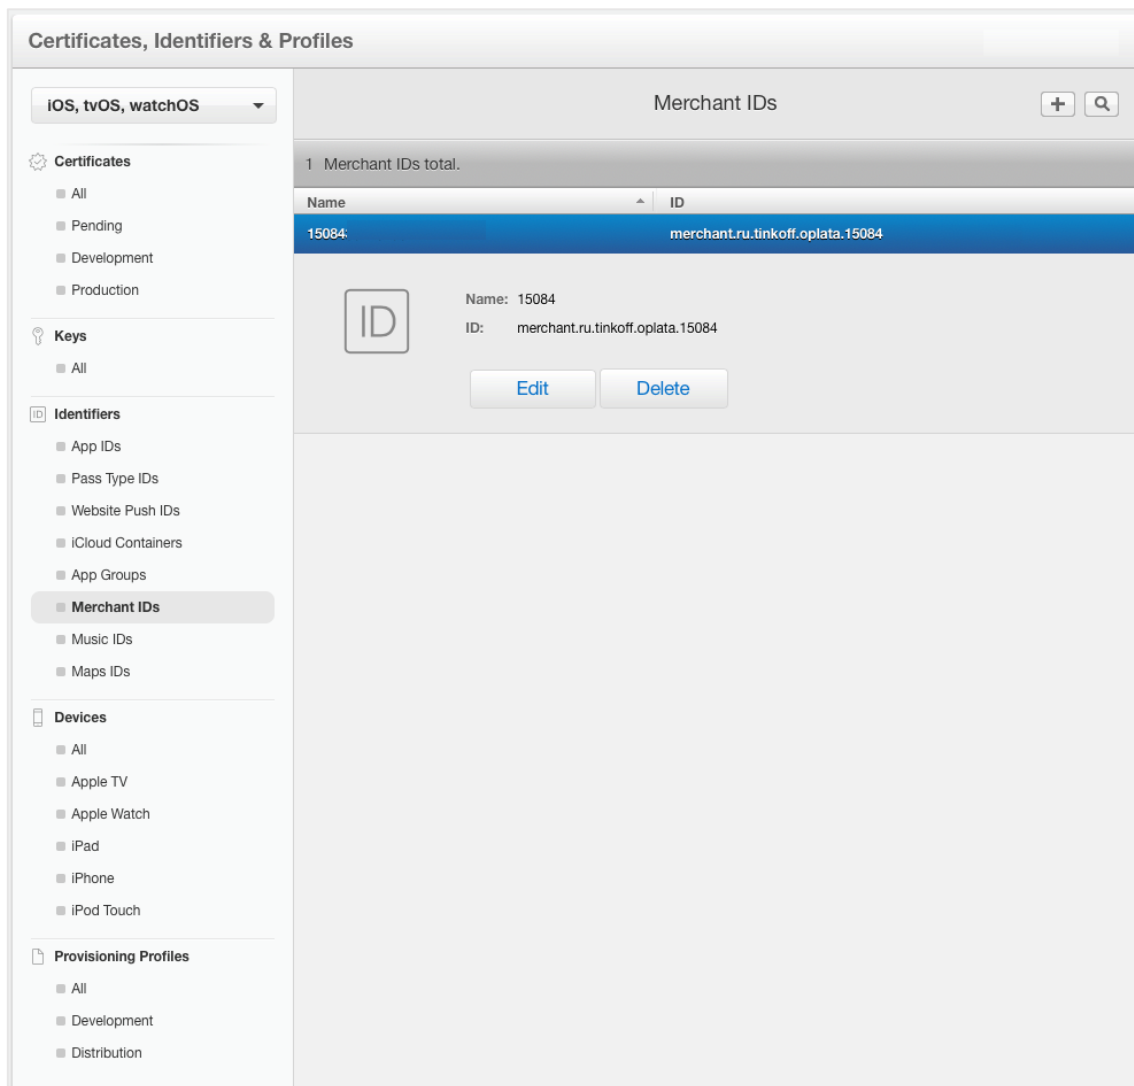 Certificates, Identifiers & Profiles
iOS, tvOS, watchOS
Certificates
All
Pending
Development
Production
Keys
All
ID Identifiers
App IDs
Pass Type IDs
Website Push IDs
iCloud Containers
App Groups
Merchant IDs
Music IDs
Maps IDs
Devices
All
Apple TV
Apple Watch
iPad
iPhone
iPod Touch
Provisioning Profiles
All
Development
Distribution
Merchant IDs
1 Merchant IDs total.
Name ID
15084 merchant.ru.tinkoff.oplata.15084
ID
Name: 15084
ID: merchant.ru.tinkoff.oplata.15084
Edit Delete